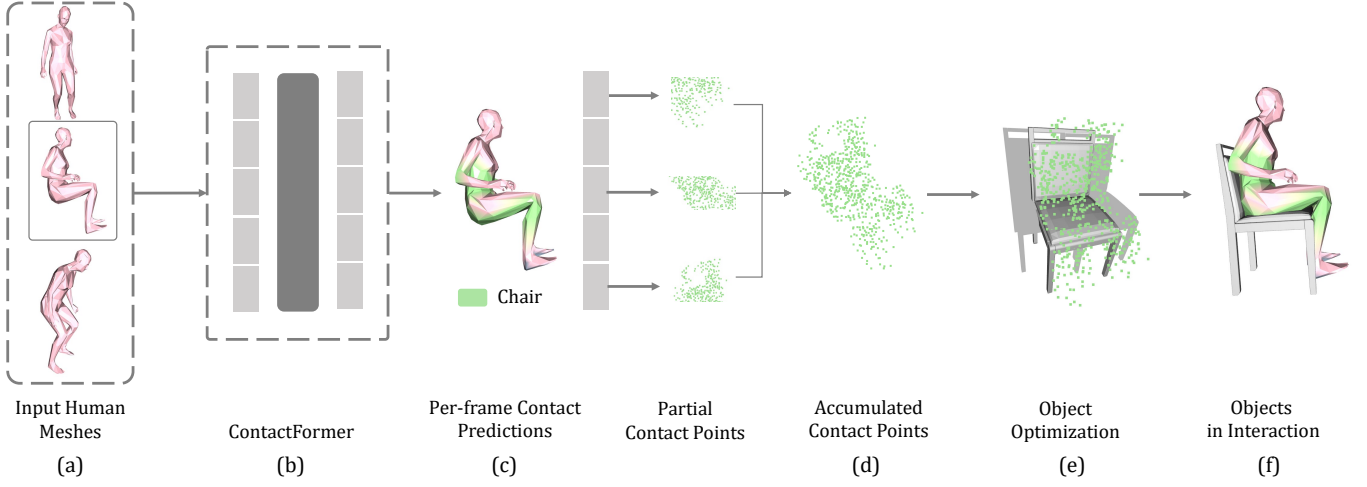 Chair
Input Human
Meshes
(a)
ContactFormer
(b)
Per-frame Contact
Predictions
(c)
Partial
Contact Points
Accumulated
Contact Points
(d)
Object
Optimization
(e)
Objects
in Interaction
(f)